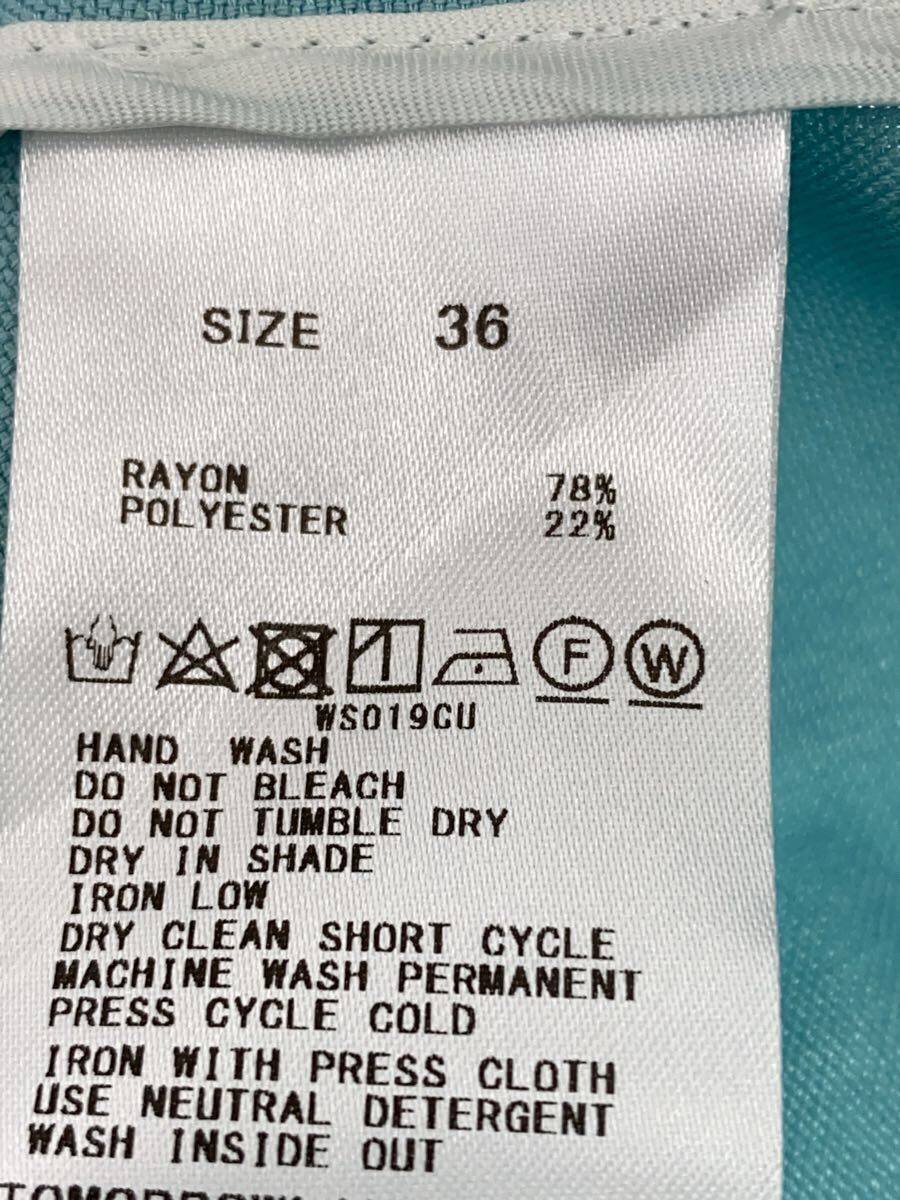 SIZE 36
RAYON 78%
POLYESTER 22%
F W
WS019CU
HAND WASH
DO NOT BLEACH
DO NOT TUMBLE DRY
DRY IN SHADE
IRON LOW
DRY CLEAN SHORT CYCLE
MACHINE WASH PERMANENT
PRESS CYCLE COLD
IRON WITH PRESS CLOTH
USE NEUTRAL DETERGENT
WASH INSIDE OUT